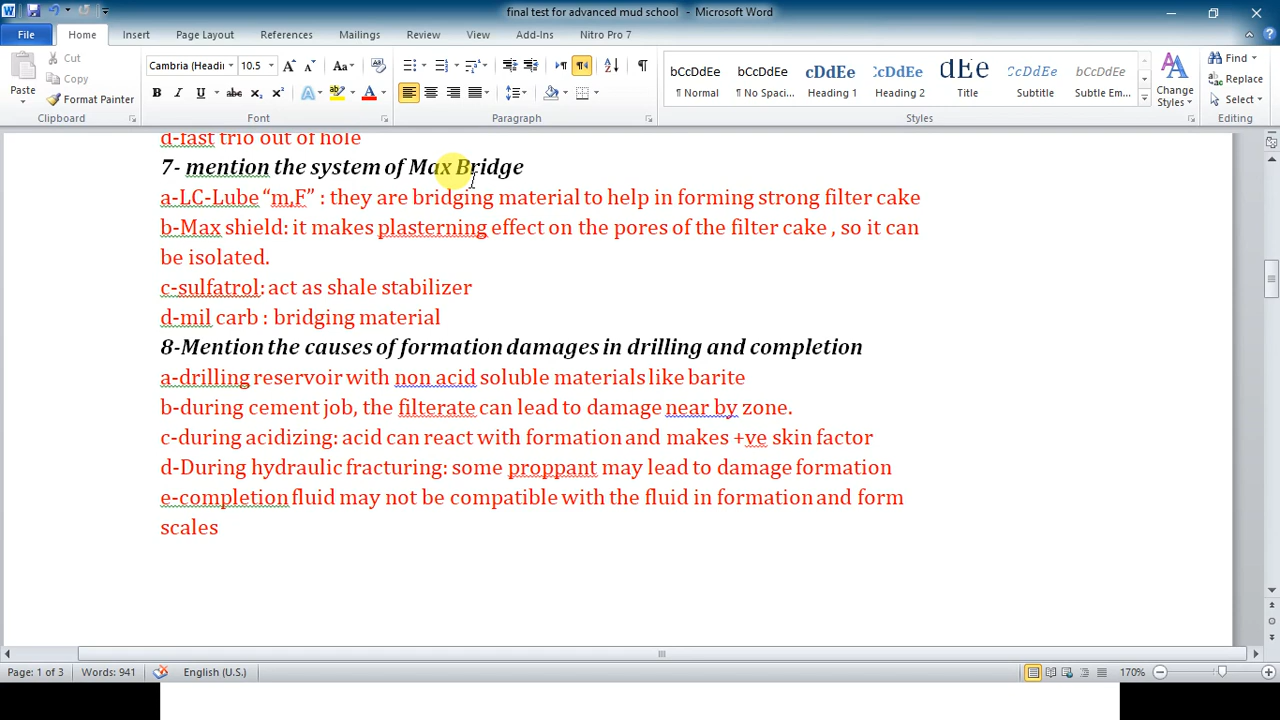 final test for advanced mud school - Microsoft Word
File Home Insert Page Layout References Mailings Review View Add-Ins Nitro Pro 7
Paste
Cut
Copy
Format Painter
Clipboard
Cambria (Headi 10.5
Font
Paragraph
cCcDdEe cCcDdEe cDdEe cCcDdEe dEe cCcDdEe cCcDdEe
¶ Normal ¶ No Spaci... Heading 1 Heading 2 Title Subtitle Subtle Em...
Styles
Change Styles
Find
Replace
Select
Editing
d-fast trio out of hole
7- mention the system of Max Bridge
a-LC-Lube “m,F” : they are bridging material to help in forming strong filter cake
b-Max shield: it makes plasterning effect on the pores of the filter cake , so it can
be isolated.
c-sulfatrol: act as shale stabilizer
d-mil carb : bridging material
8-Mention the causes of formation damages in drilling and completion
a-drilling reservoir with non acid soluble materials like barite
b-during cement job, the filterate can lead to damage near by zone.
c-during acidizing: acid can react with formation and makes +ve skin factor
d-During hydraulic fracturing: some proppant may lead to damage formation
e-completion fluid may not be compatible with the fluid in formation and form
scales
Page: 1 of 3 Words: 941 English (U.S.) 170%